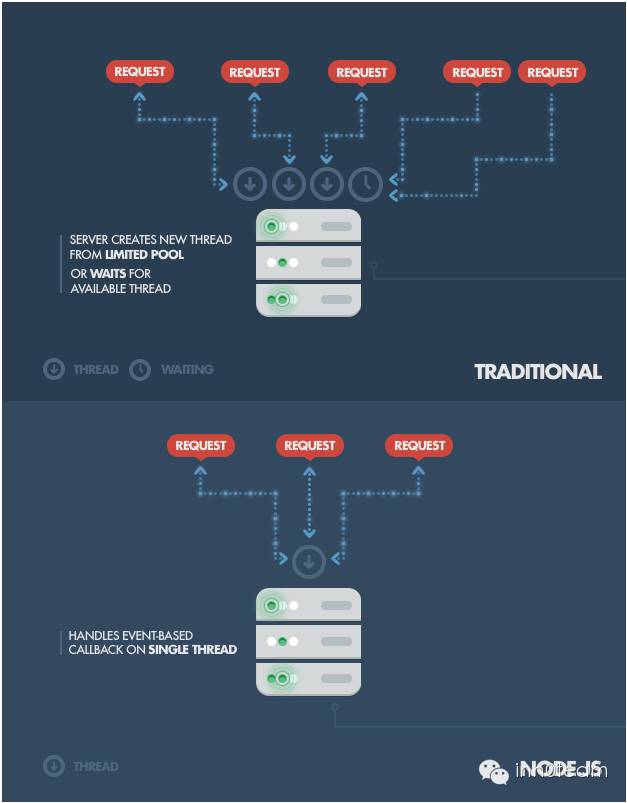 REQUEST REQUEST REQUEST REQUEST REQUEST
SERVER CREATES NEW THREAD
FROM LIMITED POOL
OR WAITS FOR
AVAILABLE THREAD
THREAD WAITING
TRADITIONAL
REQUEST REQUEST REQUEST
HANDLES EVENT-BASED
CALLBACK ON SINGLE THREAD
THREAD
NODE.JS